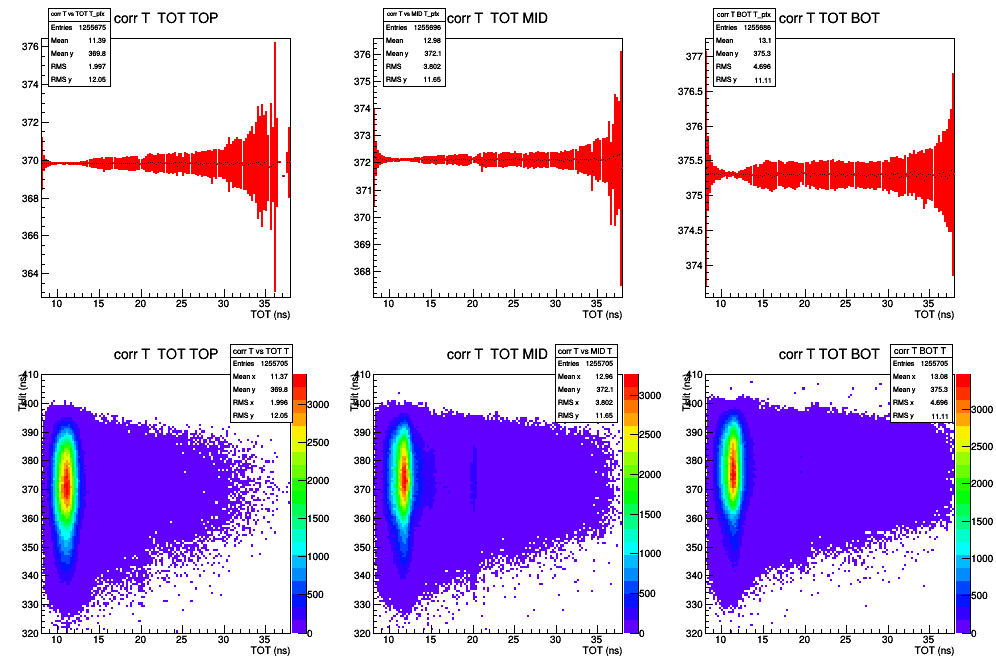 corr T TOT TOP
corr T vs TOT T_pfx
Entries 1255675
Mean 11.39
Mean y 369.8
RMS 1.997
RMS y 12.05
376
374
372
370
368
366
364
10 15 20 25 30 35
TOT (ns)
corr T TOT MID
corr T vs MID T_pfx
Entries 1255696
Mean 12.98
Mean y 372.1
RMS 3.802
RMS y 11.65
376
375
374
373
372
371
370
369
368
10 15 20 25 30 35
TOT (ns)
corr T TOT BOT
corr T BOT T_pfx
Entries 1255686
Mean 13.1
Mean y 375.3
RMS 4.696
RMS y 11.11
377
376.5
376
375.5
375
374.5
374
10 15 20 25 30 35
TOT (ns)
corr T TOT TOP
corr T vs TOT T
Entries 1255705
Mean x 11.37
Mean y 369.8
RMS x 1.996
RMS y 12.05
410
400
390
380
370
360
350
340
330
320
10 15 20 25 30 35
TOT (ns)
3000
2500
2000
1500
1000
500
0
corr T TOT MID
corr T vs MID T
Entries 1255705
Mean x 12.96
Mean y 372.1
RMS x 3.802
RMS y 11.65
410
400
390
380
370
360
350
340
330
320
10 15 20 25 30 35
TOT (ns)
3000
2500
2000
1500
1000
500
0
corr T TOT BOT
corr T BOT T
Entries 1255705
Mean x 13.08
Mean y 375.3
RMS x 4.696
RMS y 11.11
410
400
390
380
370
360
350
340
330
320
10 15 20 25 30 35
TOT (ns)
3000
2500
2000
1500
1000
500
0